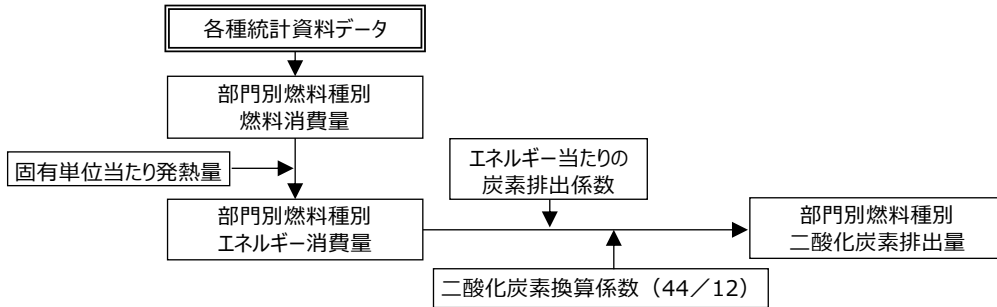 各種統計資料データ
部門別燃料種別
燃料消費量
固有単位当たり発熱量
エネルギー当たりの
炭素排出係数
部門別燃料種別
エネルギー消費量
部門別燃料種別
二酸化炭素排出量
二酸化炭素換算係数（44／12）